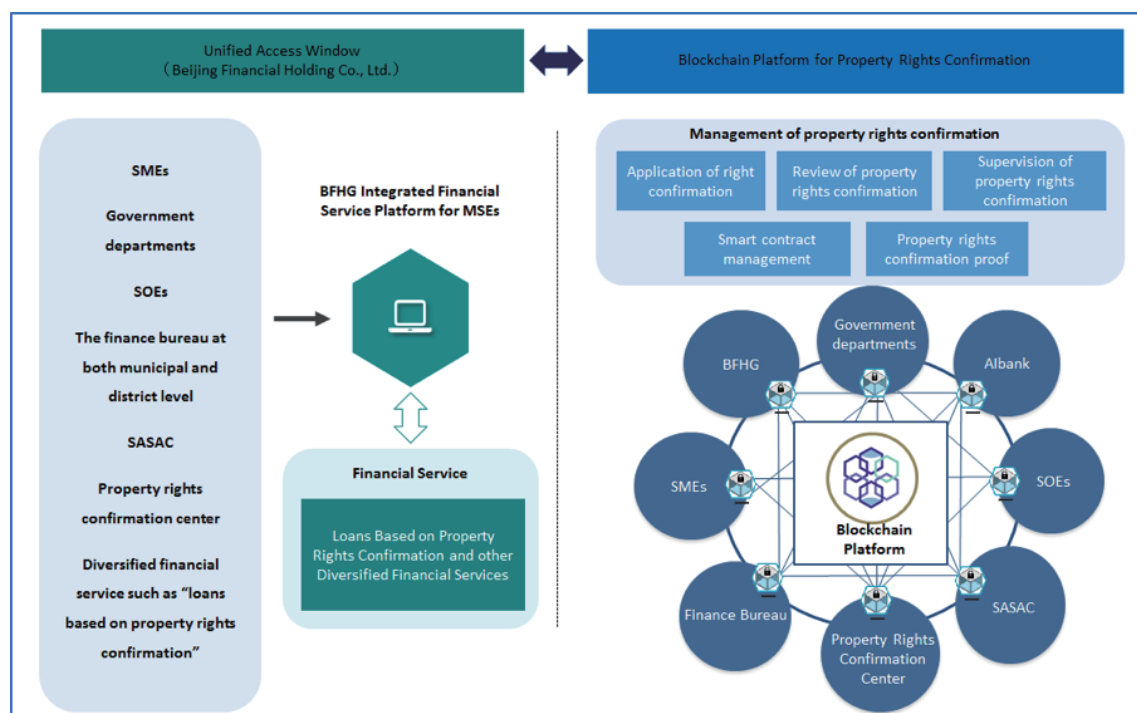 Unified Access Window
(Beijing Financial Holding Co., Ltd.)
Blockchain Platform for Property Rights Confirmation
SMEs
Government
departments
SOEs
The finance bureau at
both municipal and
district level
SASAC
Property rights
confirmation center
Diversified financial
service such as “loans
based on property rights
confirmation”
BFHG Integrated Financial
Service Platform for MSEs
Financial Service
Loans Based on Property
Rights Confirmation and other
Diversified Financial Services
Management of property rights confirmation
Application of right
confirmation
Review of property
rights confirmation
Supervision of
property rights
confirmation
Smart contract
management
Property rights
confirmation proof
Government
departments
BFHG
AIbank
SMEs
SOEs
Blockchain
Platform
Finance Bureau
SASAC
Property Rights
Confirmation
Center